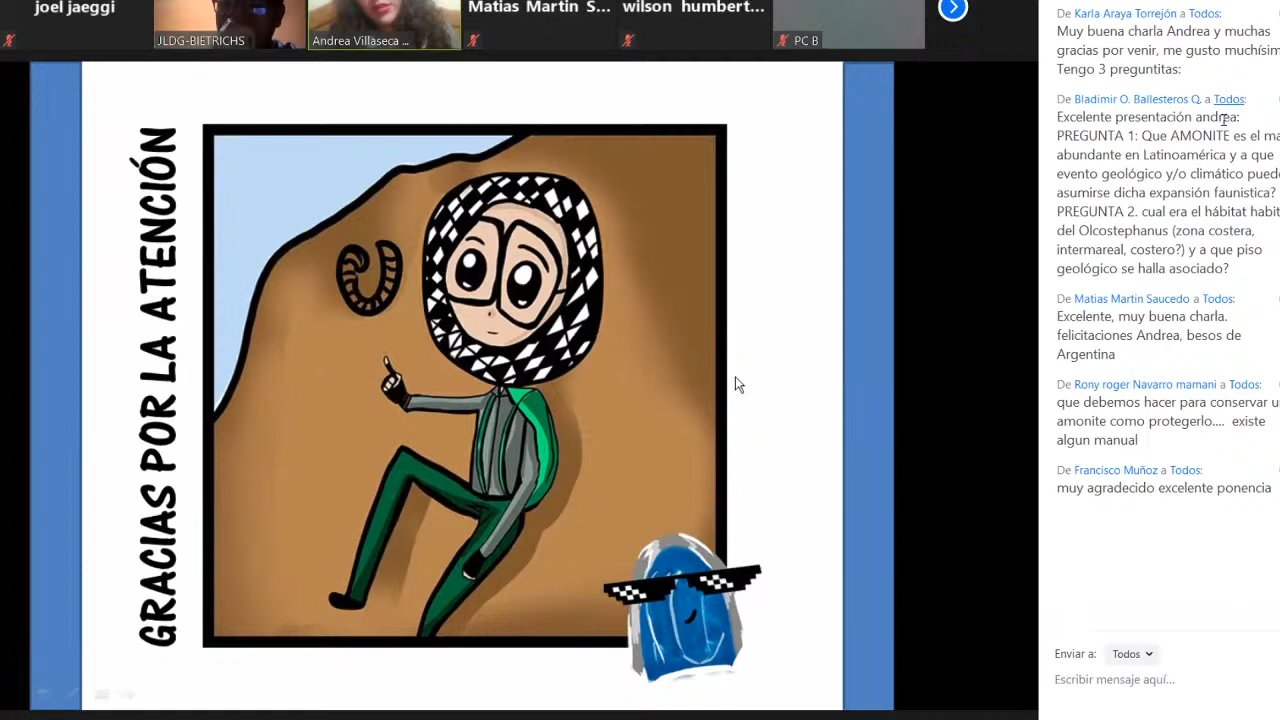 joel jaeggi
Matias Martin S...
wilson humbert...
JLDG-BIETRICHS
Andrea Villaseca ...
PC B
GRACIAS POR LA ATENCIÓN
De Karla Araya Torrejón a Todos:
Muy buena charla Andrea y muchas
gracias por venir, me gusto muchísim
Tengo 3 preguntitas:
De Bladimir O. Ballesteros Q. a Todos:
Excelente presentación andrea:
PREGUNTA 1: Que AMONITE es el ma
abundante en Latinoamérica y a que
evento geológico y/o climático puede
asumirse dicha expansión faunistica?
PREGUNTA 2. cual era el hábitat habit
del Olcostephanus (zona costera,
intermareal, costero?) y a que piso
geológico se halla asociado?
De Matias Martin Saucedo a Todos:
Excelente, muy buena charla.
felicitaciones Andrea, besos de
Argentina
De Rony roger Navarro mamani a Todos:
que debemos hacer para conservar u
amonite como protegerlo.... existe
algun manual
De Francisco Muñoz a Todos:
muy agradecido excelente ponencia
Enviar a: Todos
Escribir mensaje aquí...